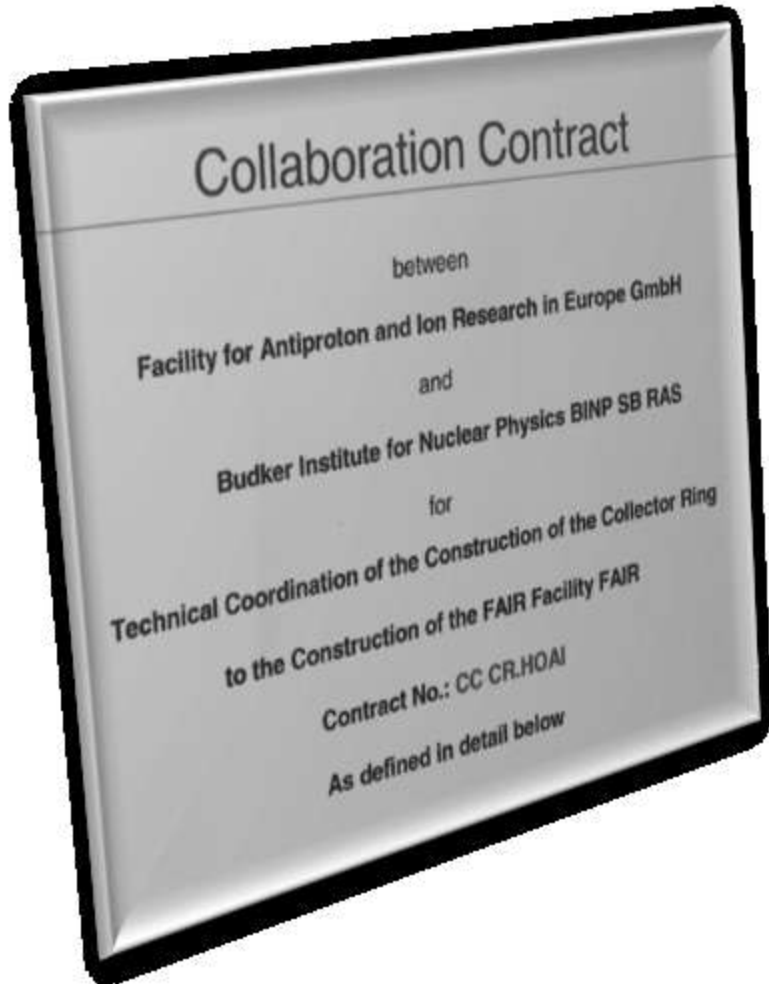 Collaboration Contract
between
Facility for Antiproton and Ion Research in Europe GmbH
and
Budker Institute for Nuclear Physics BINP SB RAS
for
Technical Coordination of the Construction of the Collector Ring
to the Construction of the FAIR Facility FAIR
Contract No.: CC CR.HOAI
As defined in detail below